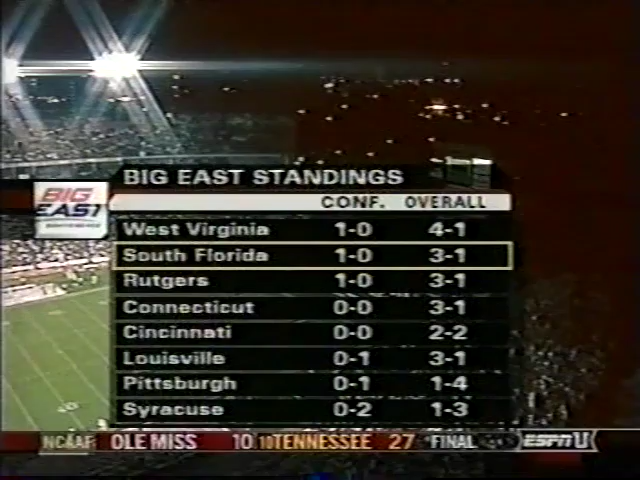 BIG EAST STANDINGS
BIG EAST
CONF. OVERALL
West Virginia 1-0 4-1
South Florida 1-0 3-1
Rutgers 1-0 3-1
Connecticut 0-0 3-1
Cincinnati 0-0 2-2
Louisville 0-1 3-1
Pittsburgh 0-1 1-4
Syracuse 0-2 1-3
NCAAF OLE MISS 10 10 TENNESSEE 27 FINAL ESPNU